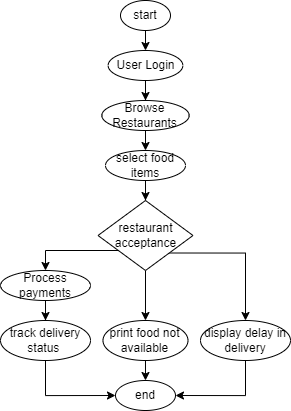 start
User Login
Browse
Restaurants
select food
items
restaurant
acceptance
Process
payments
track delivery
status
print food not
available
display delay in
delivery
end